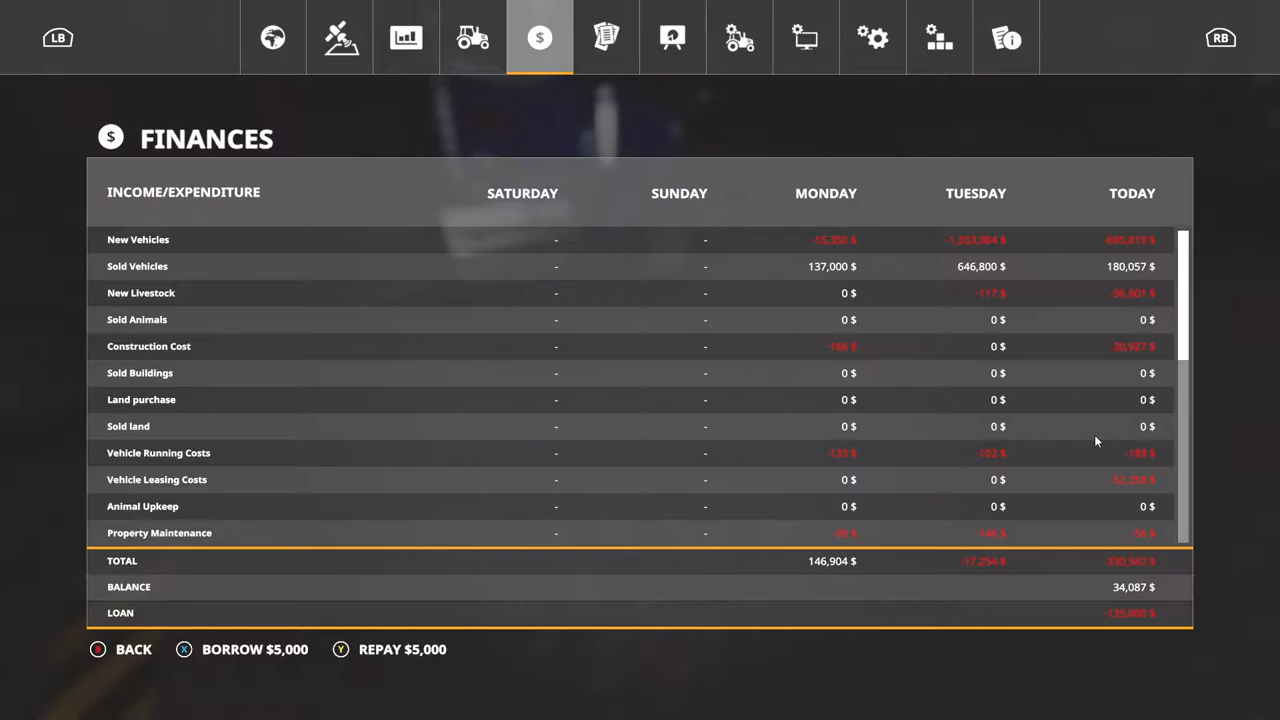 LB
$
RB
$ FINANCES
INCOME/EXPENDITURE SATURDAY SUNDAY MONDAY TUESDAY TODAY
New Vehicles - - -15,350 $
Sold Vehicles - - 137,000 $ 646,800 $ 180,057 $
New Livestock - - 0 $ -117 $
Sold Animals - - 0 $ 0 $ 0 $
Construction Cost - - 0 $
Sold Buildings - - 0 $ 0 $ 0 $
Land purchase - - 0 $ 0 $ 0 $
Sold land - - 0 $ 0 $ 0 $
Vehicle Running Costs - - -133 $ -102 $
Vehicle Leasing Costs - - 0 $ 0 $
Animal Upkeep - - 0 $ 0 $ 0 $
Property Maintenance - -
TOTAL 146,904 $ -17,254 $
BALANCE 34,087 $
LOAN -135,000 $
B BACK X BORROW $5,000 Y REPAY $5,000